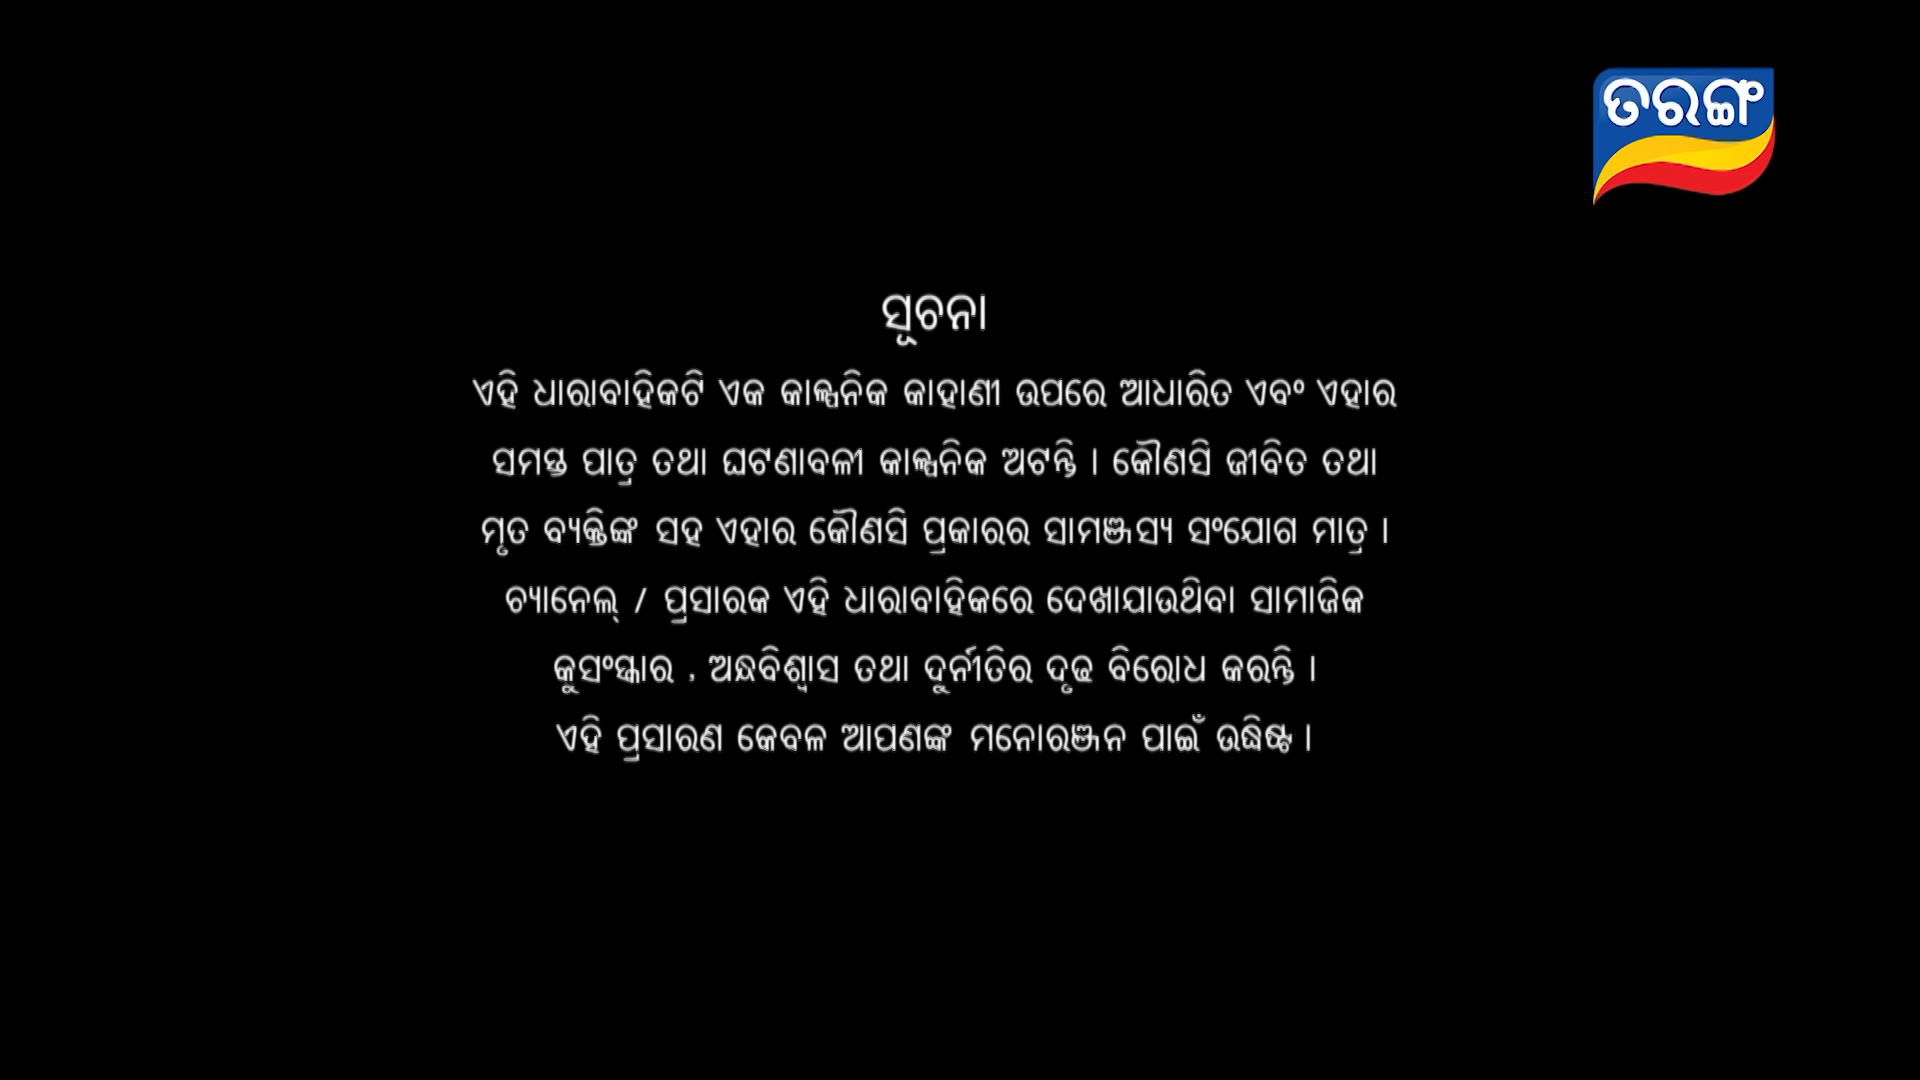 ତରଙ୍ଗ
ସୂଚନା
ଏହି ଧାରାବାହିକଟି ଏକ କାଳ୍ପନିକ କାହାଣୀ ଉପରେ ଆଧାରିତ ଏବଂ ଏହାର
ସମସ୍ତ ପାତ୍ର ତଥା ଘଟଣାବଳୀ କାଳ୍ପନିକ ଅଟନ୍ତି । କୌଣସି ଜୀବିତ ତଥା
ମୃତ ବ୍ୟକ୍ତିଙ୍କ ସହ ଏହାର କୌଣସି ପ୍ରକାରର ସାମଞ୍ଜସ୍ୟ ସଂଯୋଗ ମାତ୍ର ।
ଚ୍ୟାନେଲ୍ / ପ୍ରସାରକ ଏହି ଧାରାବାହିକରେ ଦେଖାଯାଉଥିବା ସାମାଜିକ
କୁସଂସ୍କାର , ଅନ୍ଧବିଶ୍ୱାସ ତଥା ଦୁର୍ନୀତିର ଦୃଢ ବିରୋଧ କରନ୍ତି ।
ଏହି ପ୍ରସାରଣ କେବଳ ଆପଣଙ୍କ ମନୋରଞ୍ଜନ ପାଇଁ ଉଦ୍ଧିଷ୍ଟ ।